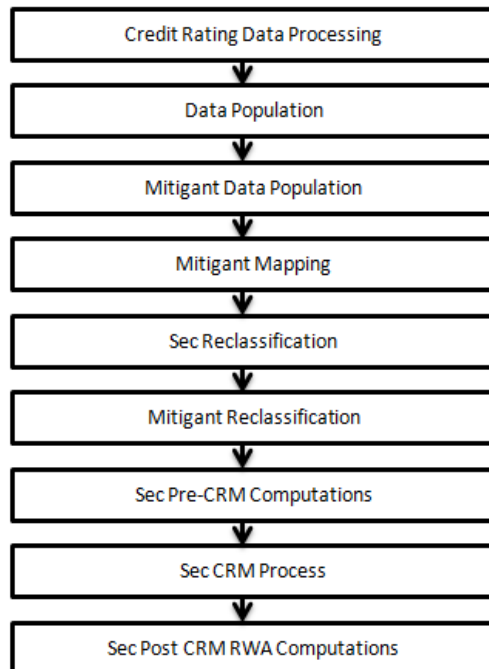 Credit Rating Data Processing
Data Population
Mitigant Data Population
Mitigant Mapping
Sec Reclassification
Mitigant Reclassification
Sec Pre-CRM Computations
Sec CRM Process
Sec Post CRM RWA Computations